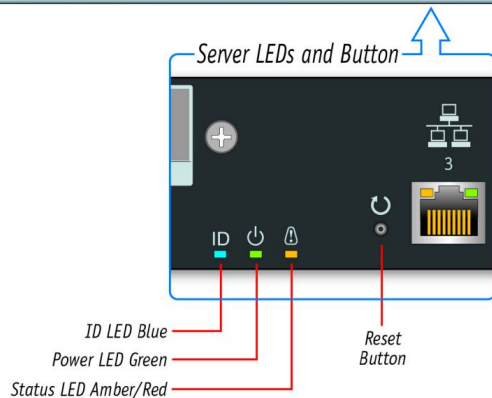 Server LEDs and Button
3
ID
ID LED Blue
Power LED Green
Status LED Amber/Red
Reset
Button